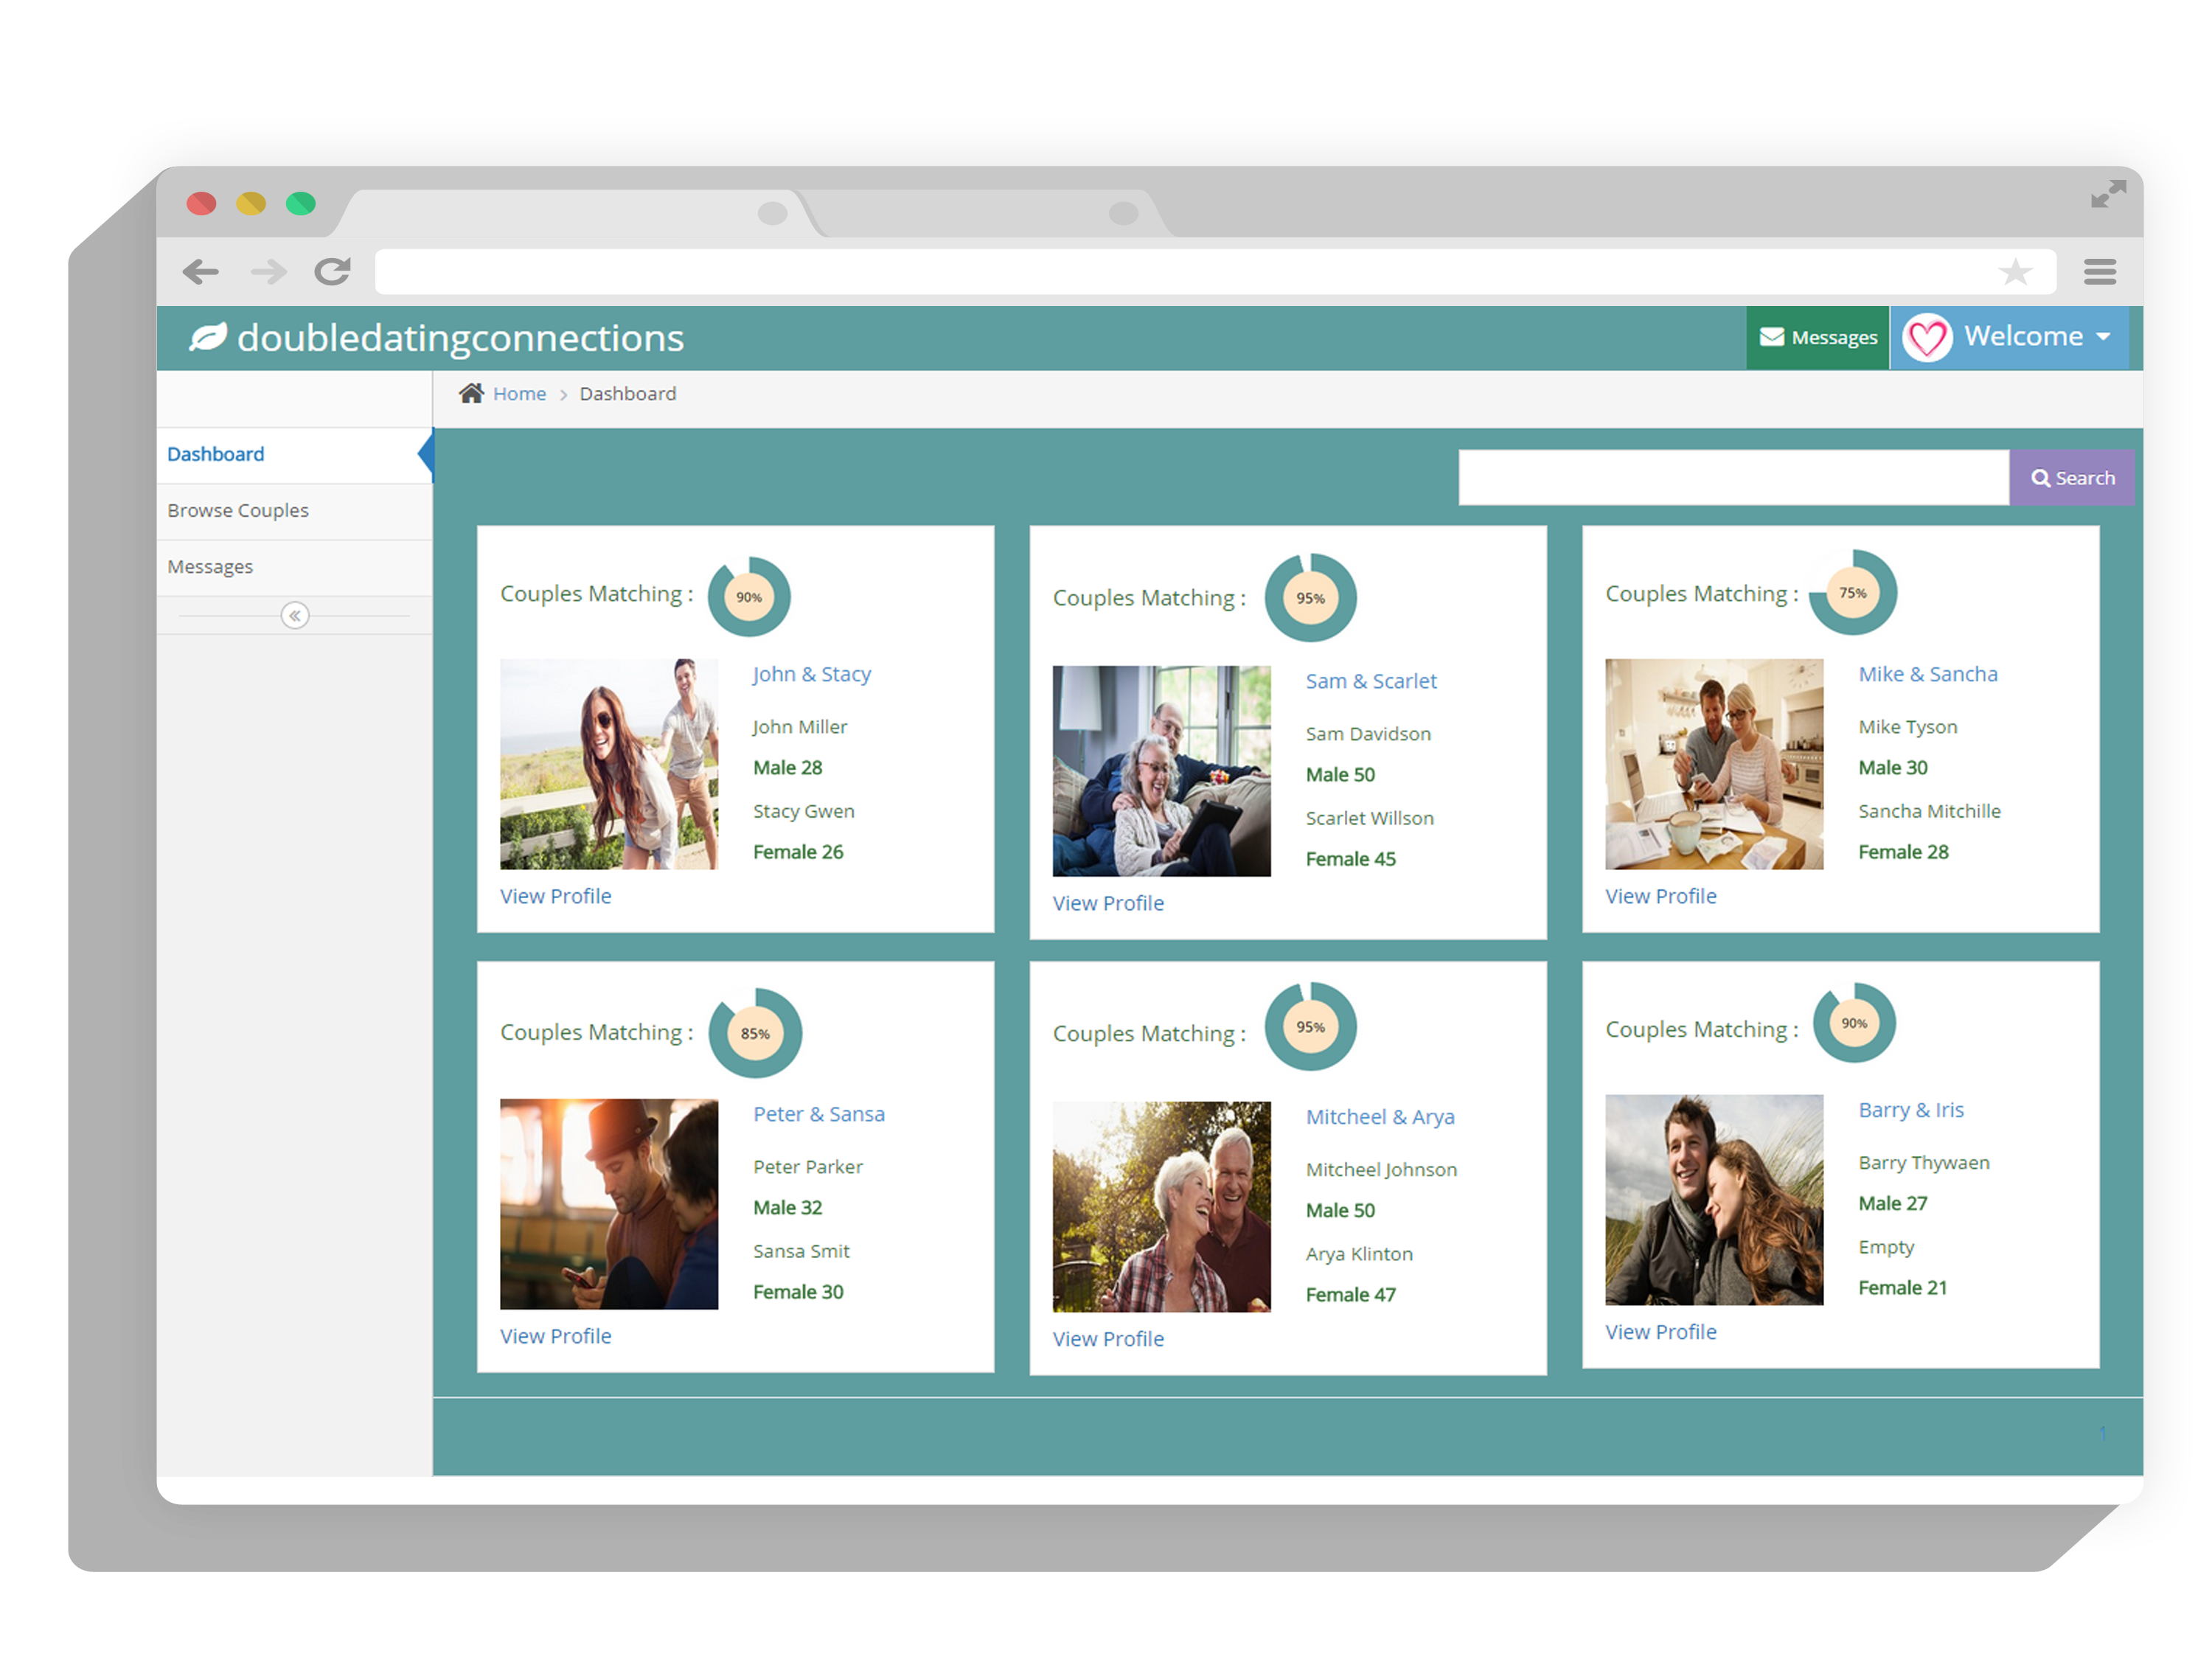 doubledatingconnections
Messages
Welcome
Home > Dashboard
Dashboard
Browse Couples
Messages
Search
Couples Matching : 90%
John & Stacy
John Miller
Male 28
Stacy Gwen
Female 26
View Profile
Couples Matching : 95%
Sam & Scarlet
Sam Davidson
Male 50
Scarlet Willson
Female 45
View Profile
Couples Matching : 75%
Mike & Sancha
Mike Tyson
Male 30
Sancha Mitchille
Female 28
View Profile
Couples Matching : 85%
Peter & Sansa
Peter Parker
Male 32
Sansa Smit
Female 30
View Profile
Couples Matching : 95%
Mitcheel & Arya
Mitcheel Johnson
Male 50
Arya Klinton
Female 47
View Profile
Couples Matching : 90%
Barry & Iris
Barry Thywaen
Male 27
Empty
Female 21
View Profile
1